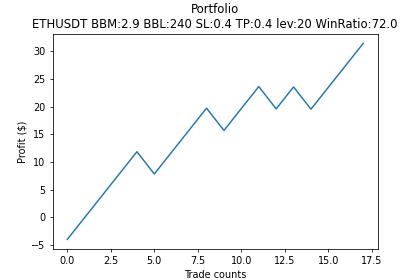 Portfolio
ETHUSDT BBM:2.9 BBL:240 SL:0.4 TP:0.4 lev:20 WinRatio:72.0
Profit ($)
30
25
20
15
10
5
0
−5
0.0 2.5 5.0 7.5 10.0 12.5 15.0 17.5
Trade counts